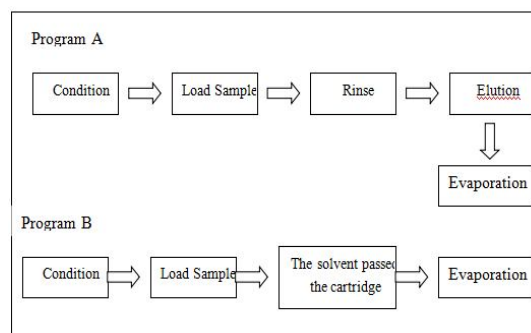 Program A
Condition
Load Sample
Rinse
Elution
Evaporation
Program B
Condition
Load Sample
The solvent passed
the cartridge
Evaporation